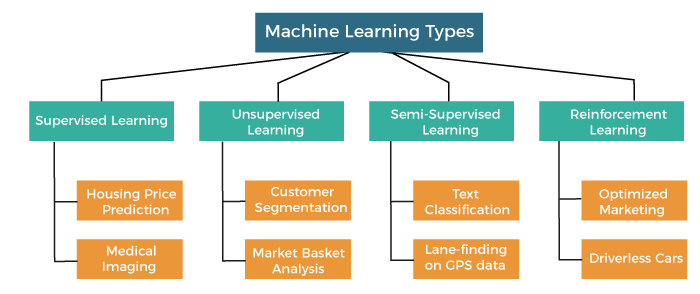 Machine Learning Types
Supervised Learning
Unsupervised
Learning
Semi-Supervised
Learning
Reinforcement
Learning
Housing Price
Prediction
Customer
Segmentation
Text
Classification
Optimized
Marketing
Medical
Imaging
Market Basket
Analysis
Lane-finding
on GPS data
Driverless Cars